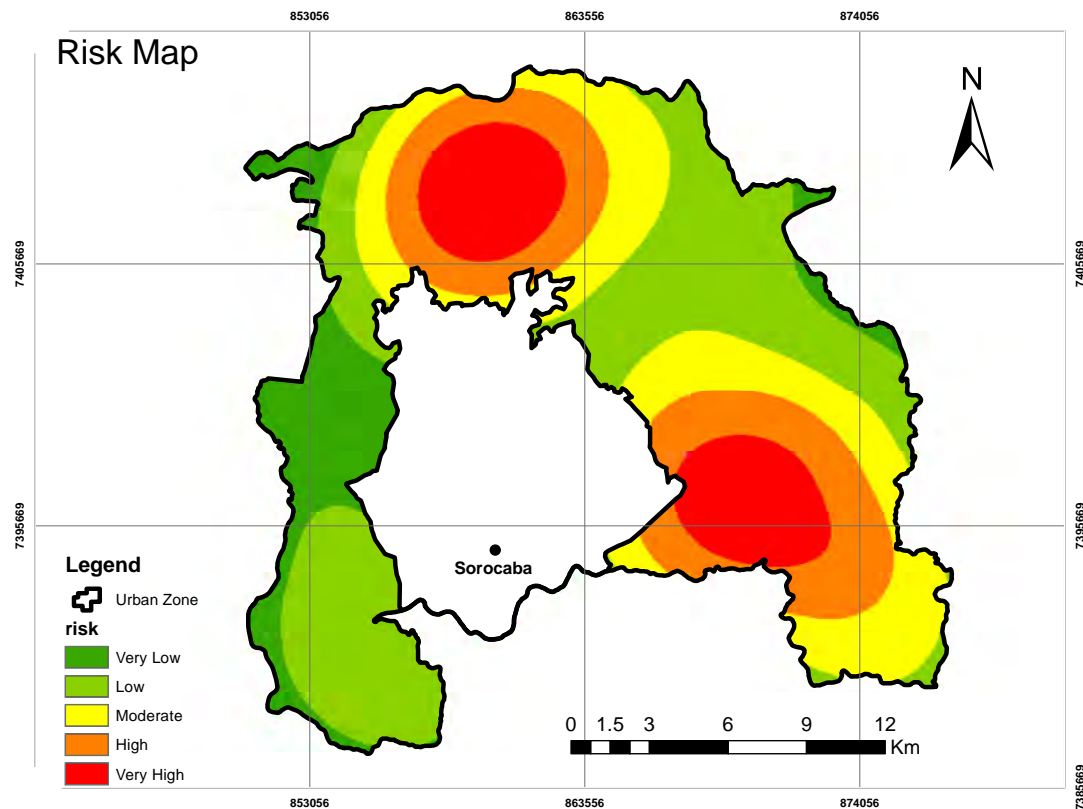 853056
863556
874056
Risk Map
N
7405669
7405669
7395669
7395669
Sorocaba
Legend
Urban Zone
risk
Very Low
Low
Moderate
High
Very High
0 1.5 3 6 9 12
Km
7385669
853056
863556
874056